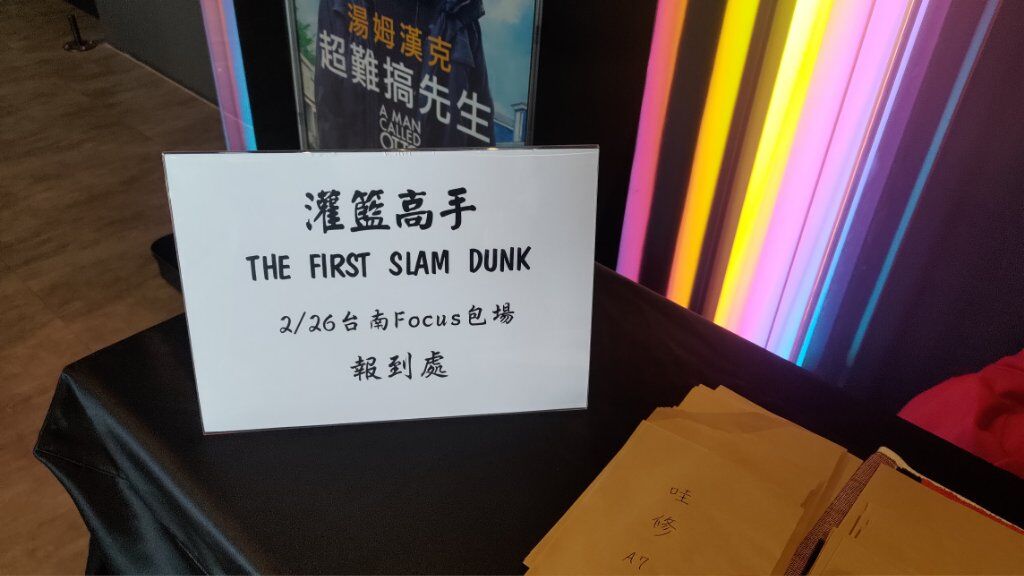 湯姆漢克
超難搞先生
A MAN
CALLED
OTTO
灌籃高手
THE FIRST SLAM DUNK
2/26台南Focus包場
報到處
哇修
A7